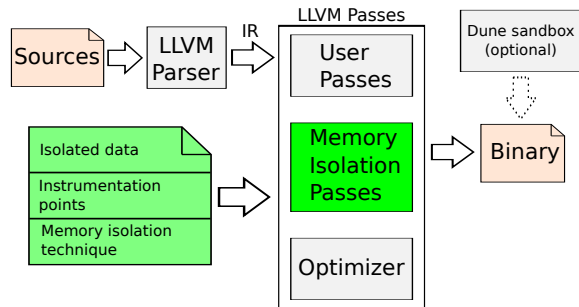 Sources
LLVM
Parser
IR
LLVM Passes
User
Passes
Memory
Isolation
Passes
Optimizer
Isolated data
Instrumentation
points
Memory isolation
technique
Dune sandbox
(optional)
Binary